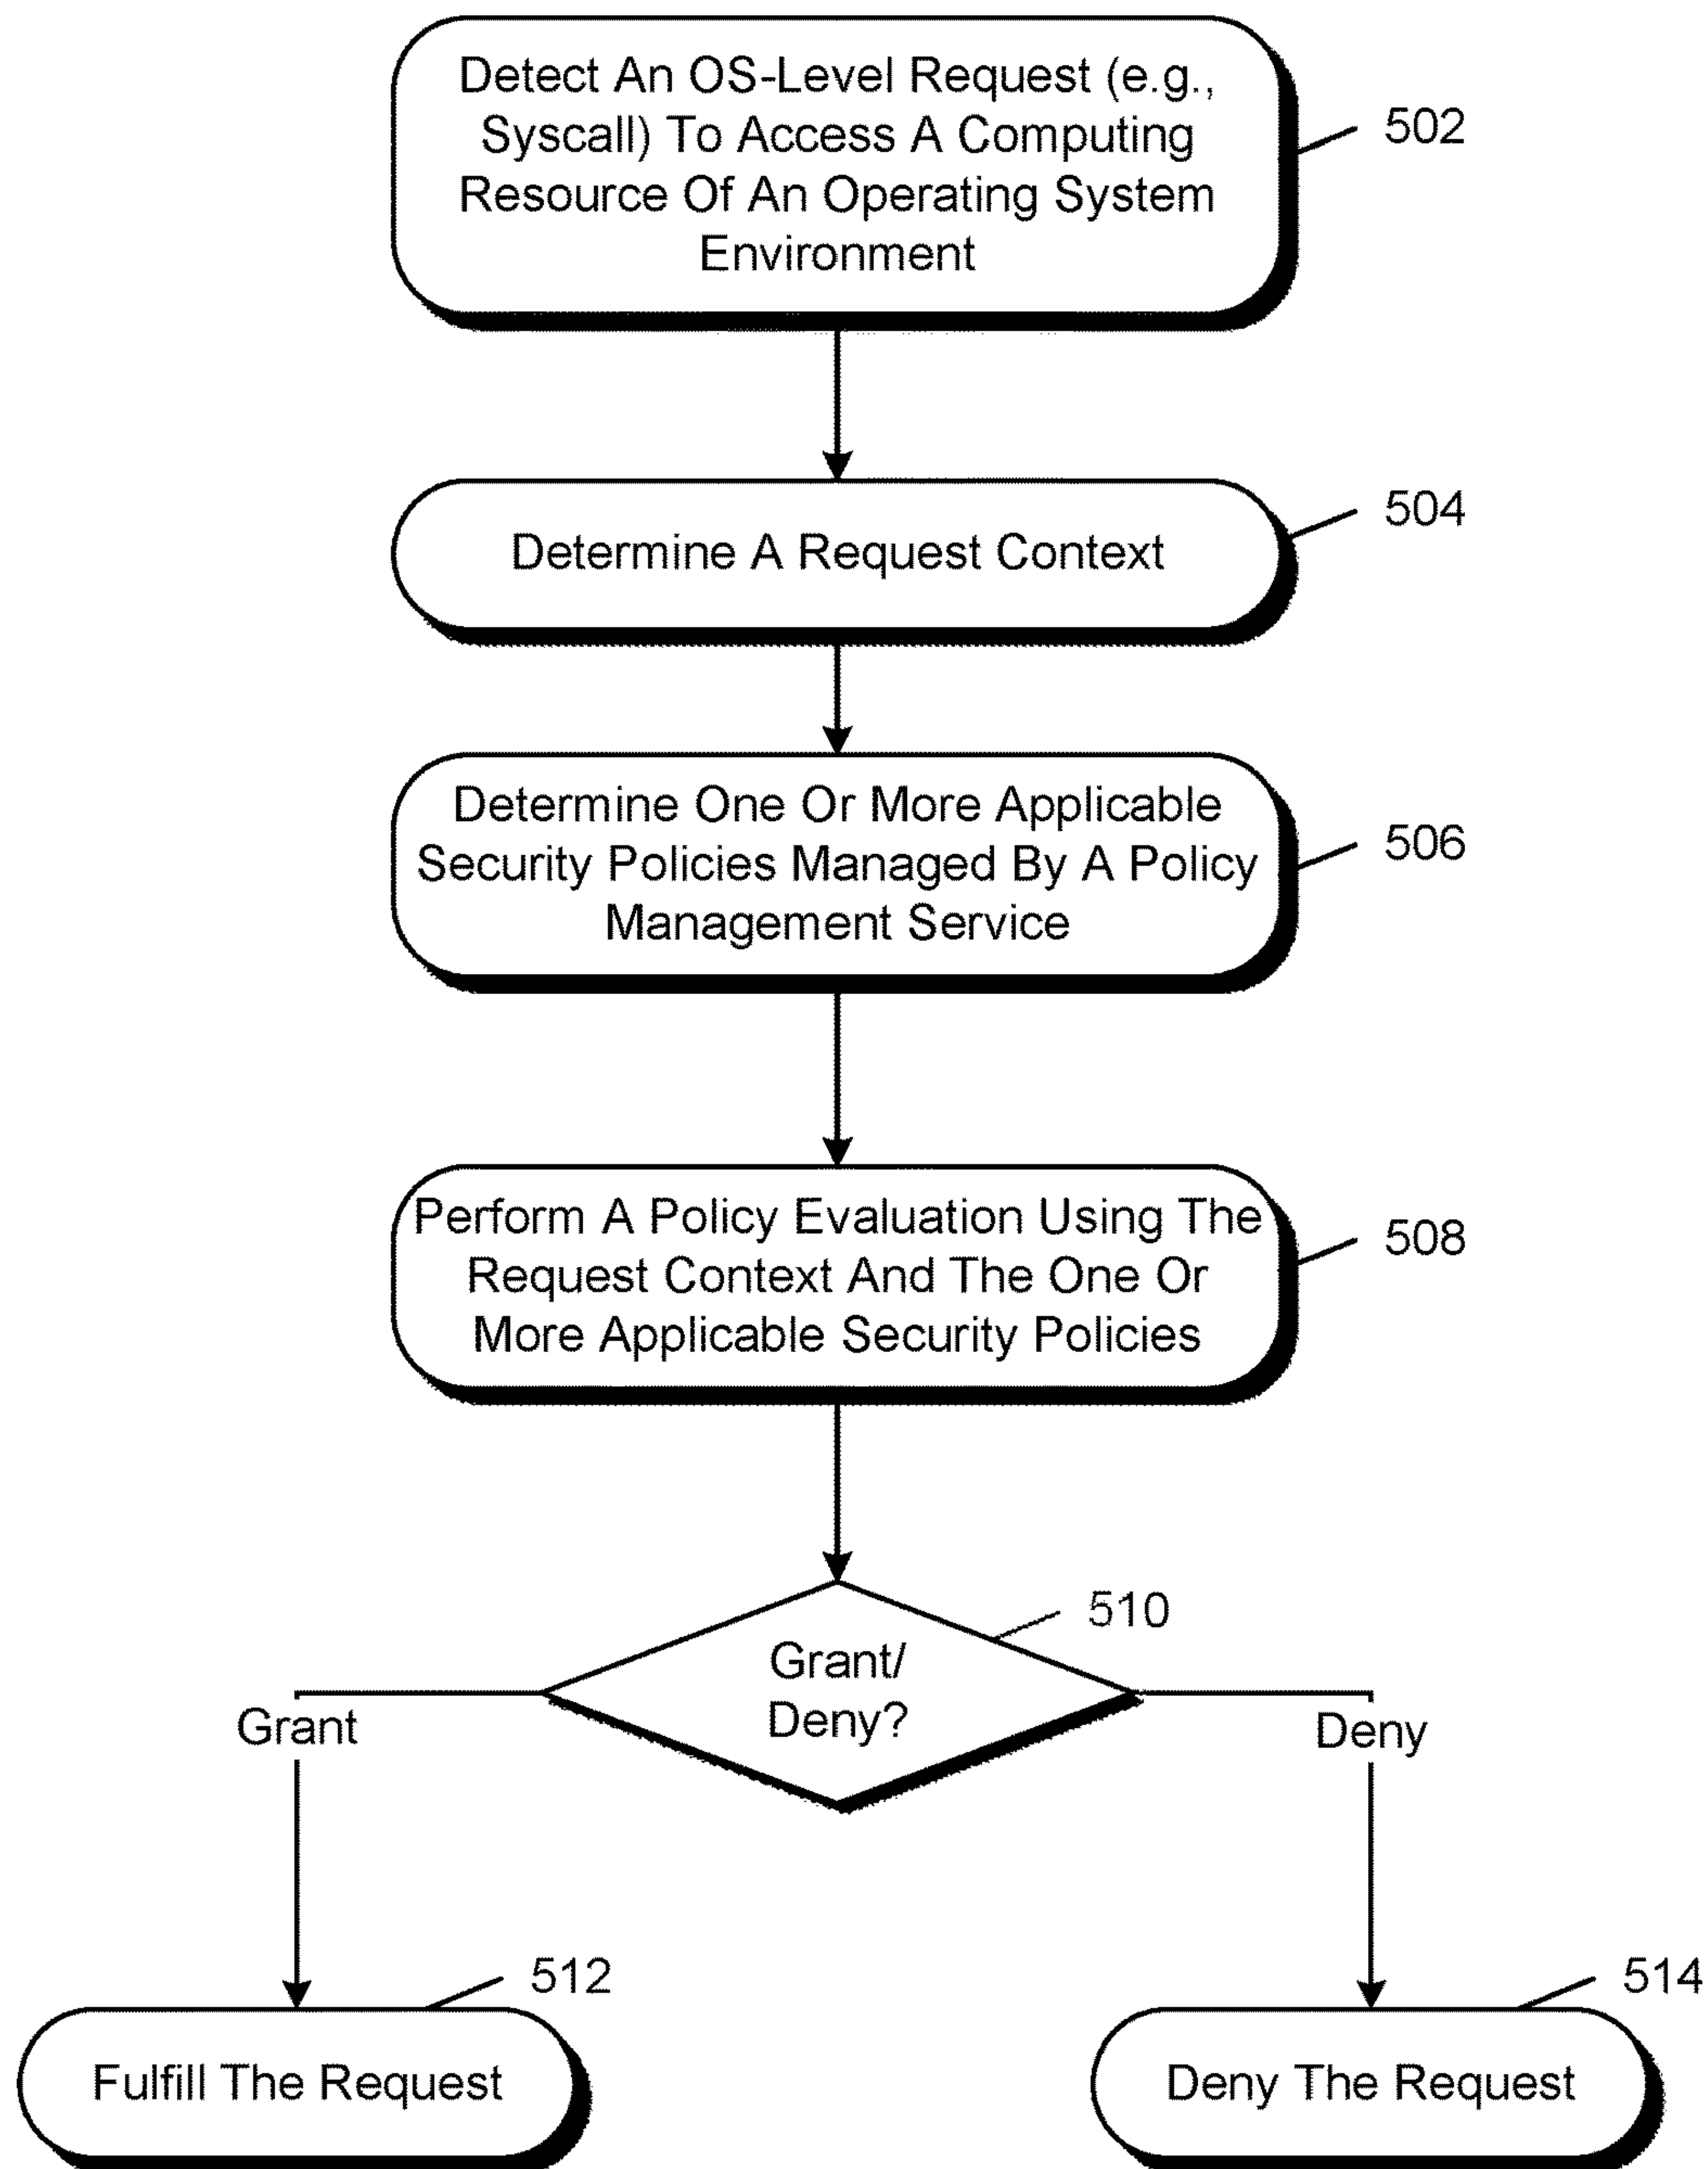 Detect An OS-Level Request (e.g.,
Syscall) To Access A Computing
Resource Of An Operating System
Environment
502
Determine A Request Context
504
Determine One Or More Applicable
Security Policies Managed By A Policy
Management Service
506
Perform A Policy Evaluation Using The
Request Context And The One Or
More Applicable Security Policies
508
510
Grant/
Deny?
Grant
Deny
512
Fulfill The Request
514
Deny The Request